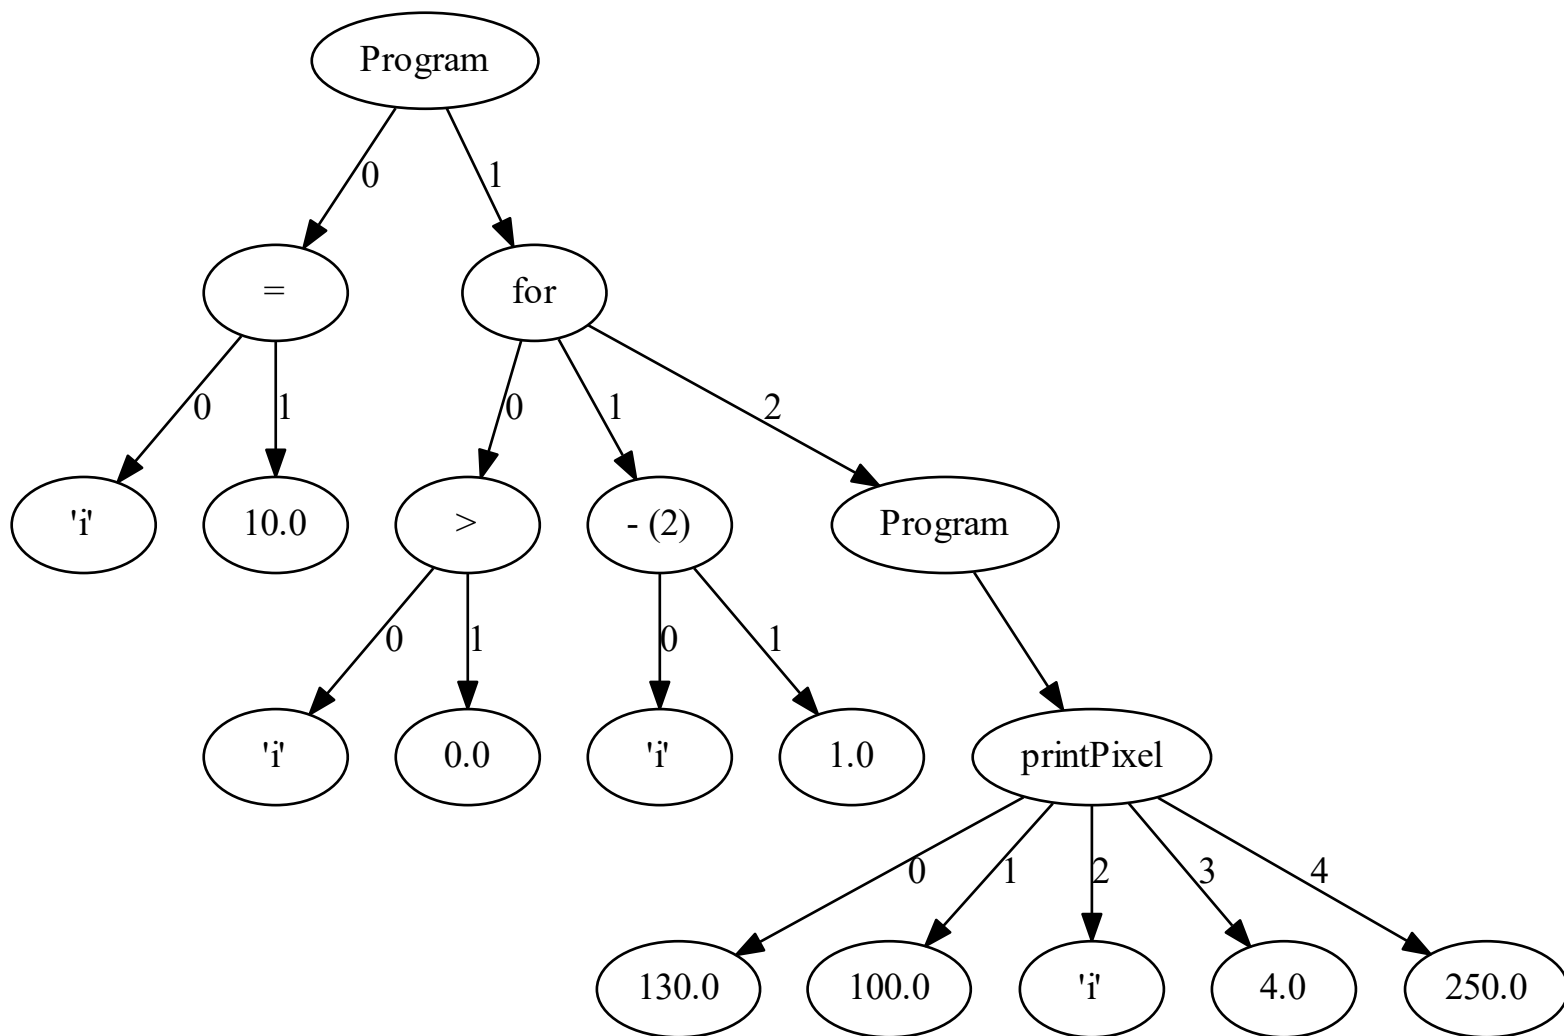 Program
0 1
= for
0 1 0 1 2
'i' 10.0 > - (2) Program
0 1 0 1
'i' 0.0 'i' 1.0 printPixel
0 1 2 3 4
130.0 100.0 'i' 4.0 250.0